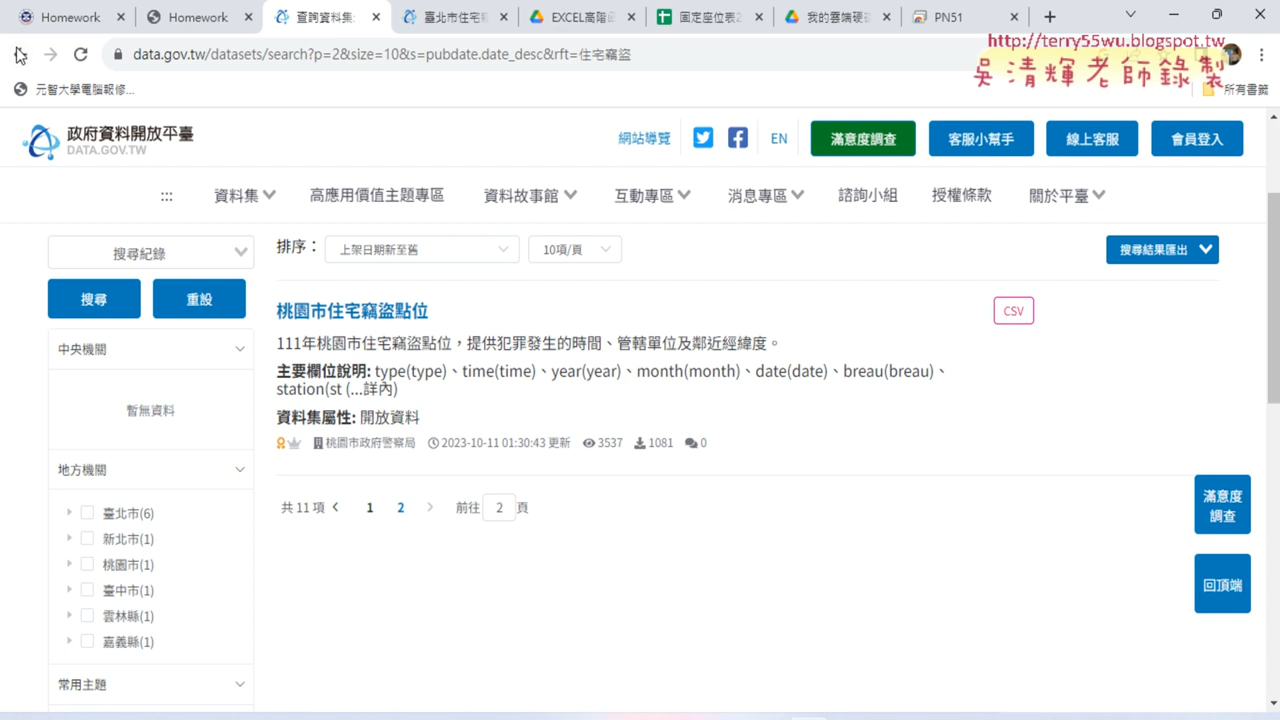 Homework
Homework
查詢資料集
臺北市住宅
EXCEL高階函
固定座位表2
我的雲端硬
PN51
http://terry55wu.blogspot.tw
吳清輝老師錄製
data.gov.tw/datasets/search?p=2&size=10&s=pubdate.date_desc&rft=住宅竊盜
元智大學電腦報修...
所有書籤
政府資料開放平臺
DATA.GOV.TW
網站導覽
EN
滿意度調查
客服小幫手
線上客服
會員登入
:::
資料集
高應用價值主題專區
資料故事館
互動專區
消息專區
諮詢小組
授權條款
關於平臺
搜尋紀錄
排序：
上架日期新至舊
10項/頁
搜尋結果匯出
搜尋
重設
中央機關
暫無資料
地方機關
臺北市(6)
新北市(1)
桃園市(1)
臺中市(1)
雲林縣(1)
嘉義縣(1)
常用主題
桃園市住宅竊盜點位
CSV
111年桃園市住宅竊盜點位，提供犯罪發生的時間、管轄單位及鄰近經緯度。
主要欄位說明: type(type)、time(time)、year(year)、month(month)、date(date)、breau(breau)、
station(st (...詳內)
資料集屬性: 開放資料
桃園市政府警察局 2023-10-11 01:30:43 更新 3537 1081 0
共 11 項 1 2 前往 2 頁
滿意度
調查
回頂端